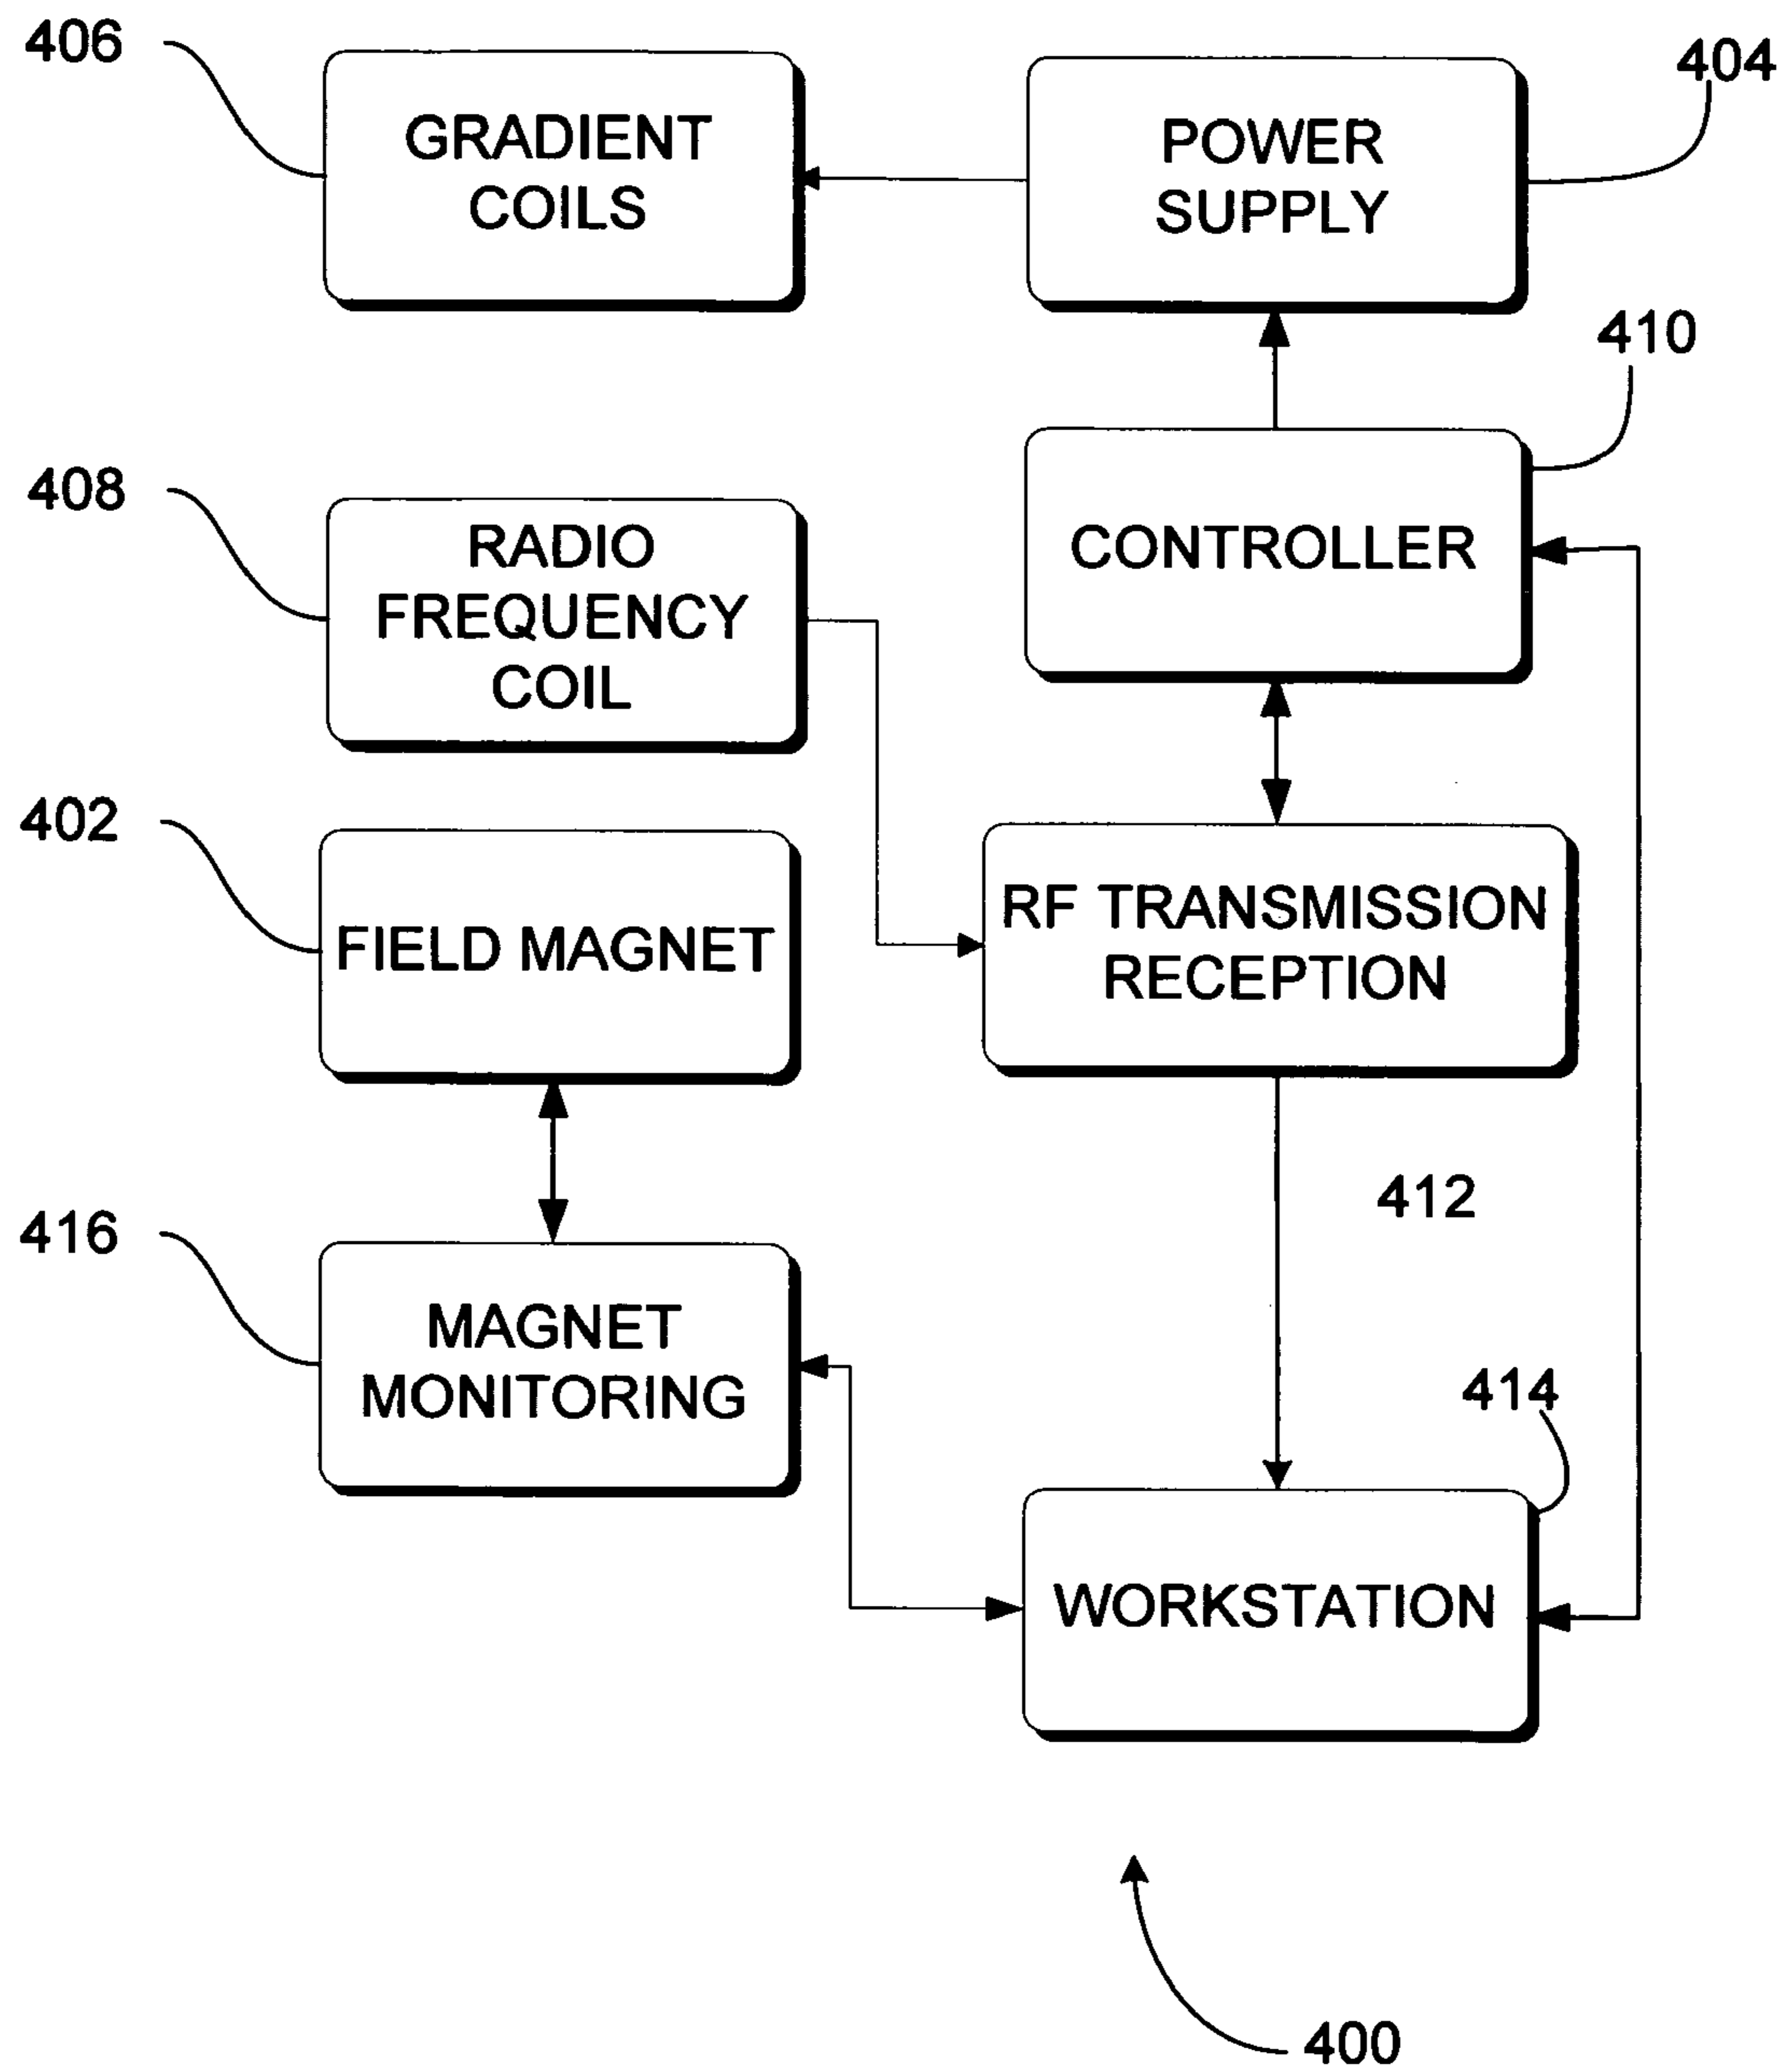 406
GRADIENT
COILS
POWER
SUPPLY
404
410
408
RADIO
FREQUENCY
COIL
CONTROLLER
402
FIELD MAGNET
RF TRANSMISSION
RECEPTION
412
416
MAGNET
MONITORING
414
WORKSTATION
400